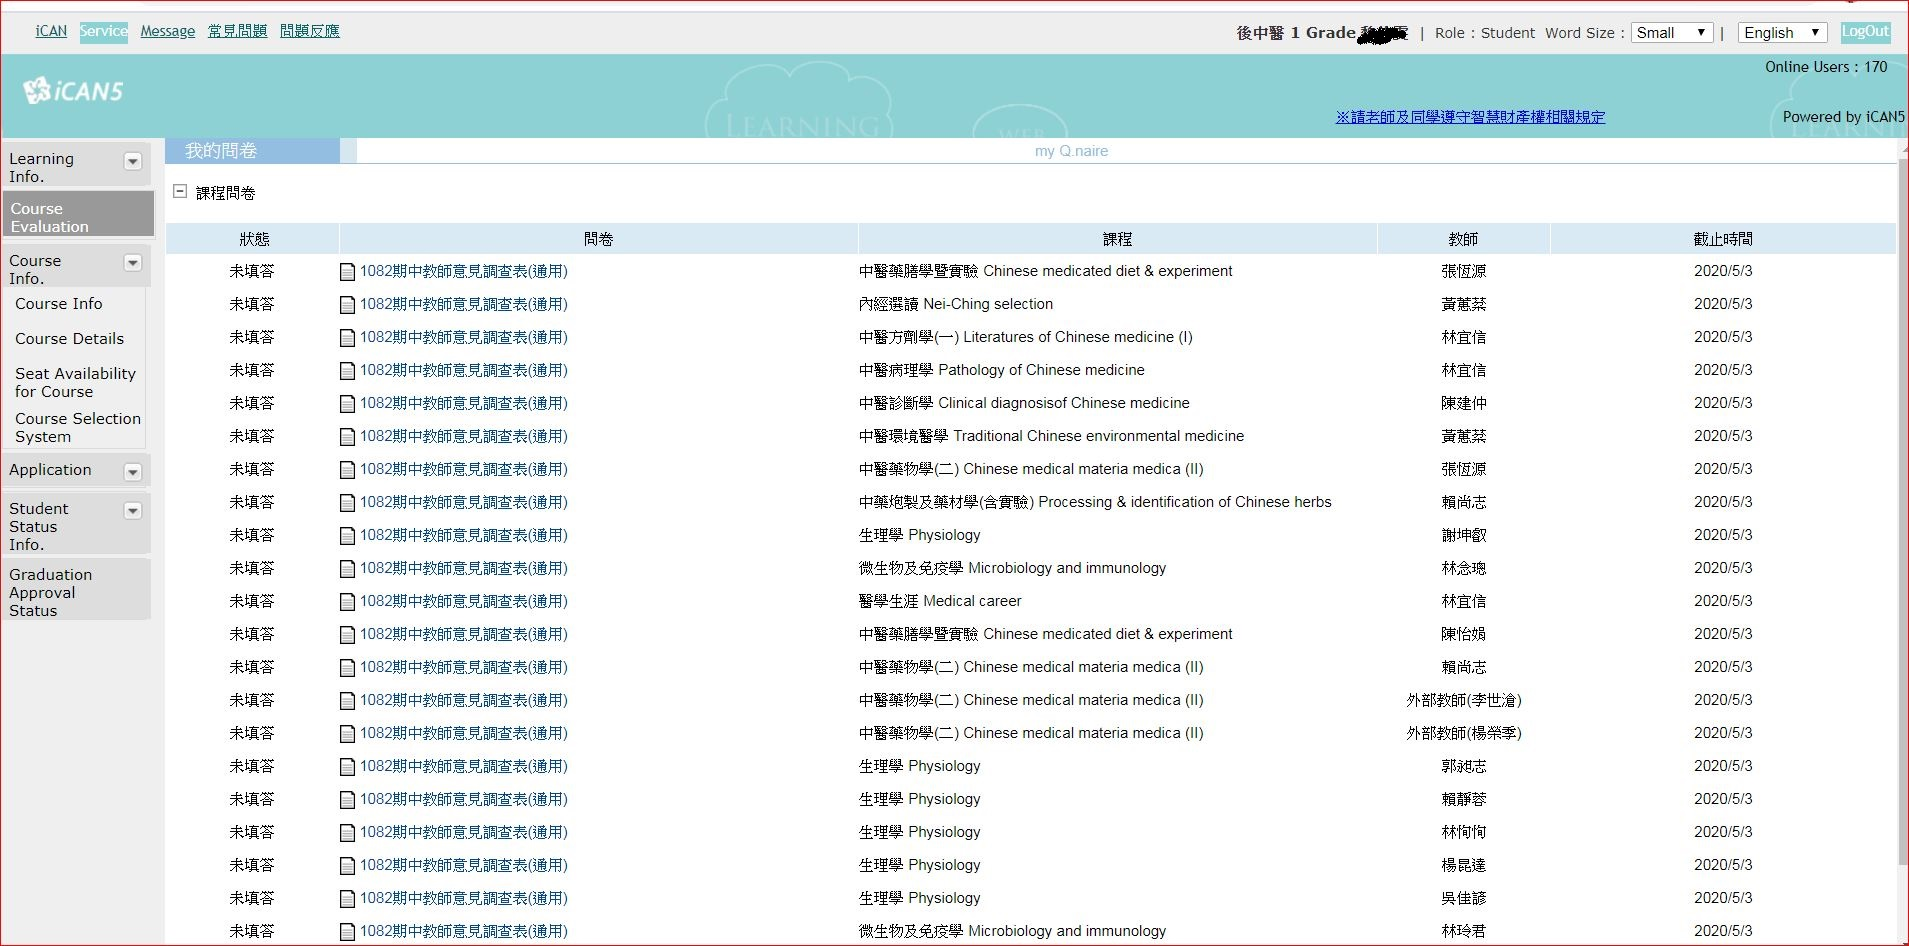 iCAN Service Message 常見問題 問題反應 後中醫 1 Grade | Role : Student Word Size : Small | English LogOut
Online Users : 170
iCAN5
LEARNING WEB
※請老師及同學遵守智慧財產權相關規定 Powered by iCAN5
Learning Info.
Course Evaluation
Course Info.
Course Info
Course Details
Seat Availability for Course
Course Selection System
Application
Student Status Info.
Graduation Approval Status
我的問卷 my Q.naire
課程問卷
狀態 問卷 課程 教師 截止時間
未填答 1082期中教師意見調查表(通用) 中醫藥膳學暨實驗 Chinese medicated diet & experiment 張恆源 2020/5/3
未填答 1082期中教師意見調查表(通用) 內經選讀 Nei-Ching selection 黃蕙棻 2020/5/3
未填答 1082期中教師意見調查表(通用) 中醫方劑學(一) Literatures of Chinese medicine (I) 林宜信 2020/5/3
未填答 1082期中教師意見調查表(通用) 中醫病理學 Pathology of Chinese medicine 林宜信 2020/5/3
未填答 1082期中教師意見調查表(通用) 中醫診斷學 Clinical diagnosisof Chinese medicine 陳建仲 2020/5/3
未填答 1082期中教師意見調查表(通用) 中醫環境醫學 Traditional Chinese environmental medicine 黃蕙棻 2020/5/3
未填答 1082期中教師意見調查表(通用) 中醫藥物學(二) Chinese medical materia medica (II) 張恆源 2020/5/3
未填答 1082期中教師意見調查表(通用) 中藥炮製及藥材學(含實驗) Processing & identification of Chinese herbs 賴尚志 2020/5/3
未填答 1082期中教師意見調查表(通用) 生理學 Physiology 謝坤叡 2020/5/3
未填答 1082期中教師意見調查表(通用) 微生物及免疫學 Microbiology and immunology 林念璁 2020/5/3
未填答 1082期中教師意見調查表(通用) 醫學生涯 Medical career 林宜信 2020/5/3
未填答 1082期中教師意見調查表(通用) 中醫藥膳學暨實驗 Chinese medicated diet & experiment 陳怡娟 2020/5/3
未填答 1082期中教師意見調查表(通用) 中醫藥物學(二) Chinese medical materia medica (II) 賴尚志 2020/5/3
未填答 1082期中教師意見調查表(通用) 中醫藥物學(二) Chinese medical materia medica (II) 外部教師(李世滄) 2020/5/3
未填答 1082期中教師意見調查表(通用) 中醫藥物學(二) Chinese medical materia medica (II) 外部教師(楊榮季) 2020/5/3
未填答 1082期中教師意見調查表(通用) 生理學 Physiology 郭昶志 2020/5/3
未填答 1082期中教師意見調查表(通用) 生理學 Physiology 賴靜蓉 2020/5/3
未填答 1082期中教師意見調查表(通用) 生理學 Physiology 林恂恂 2020/5/3
未填答 1082期中教師意見調查表(通用) 生理學 Physiology 楊昆達 2020/5/3
未填答 1082期中教師意見調查表(通用) 生理學 Physiology 吳佳諺 2020/5/3
未填答 1082期中教師意見調查表(通用) 微生物及免疫學 Microbiology and immunology 林玲君 2020/5/3